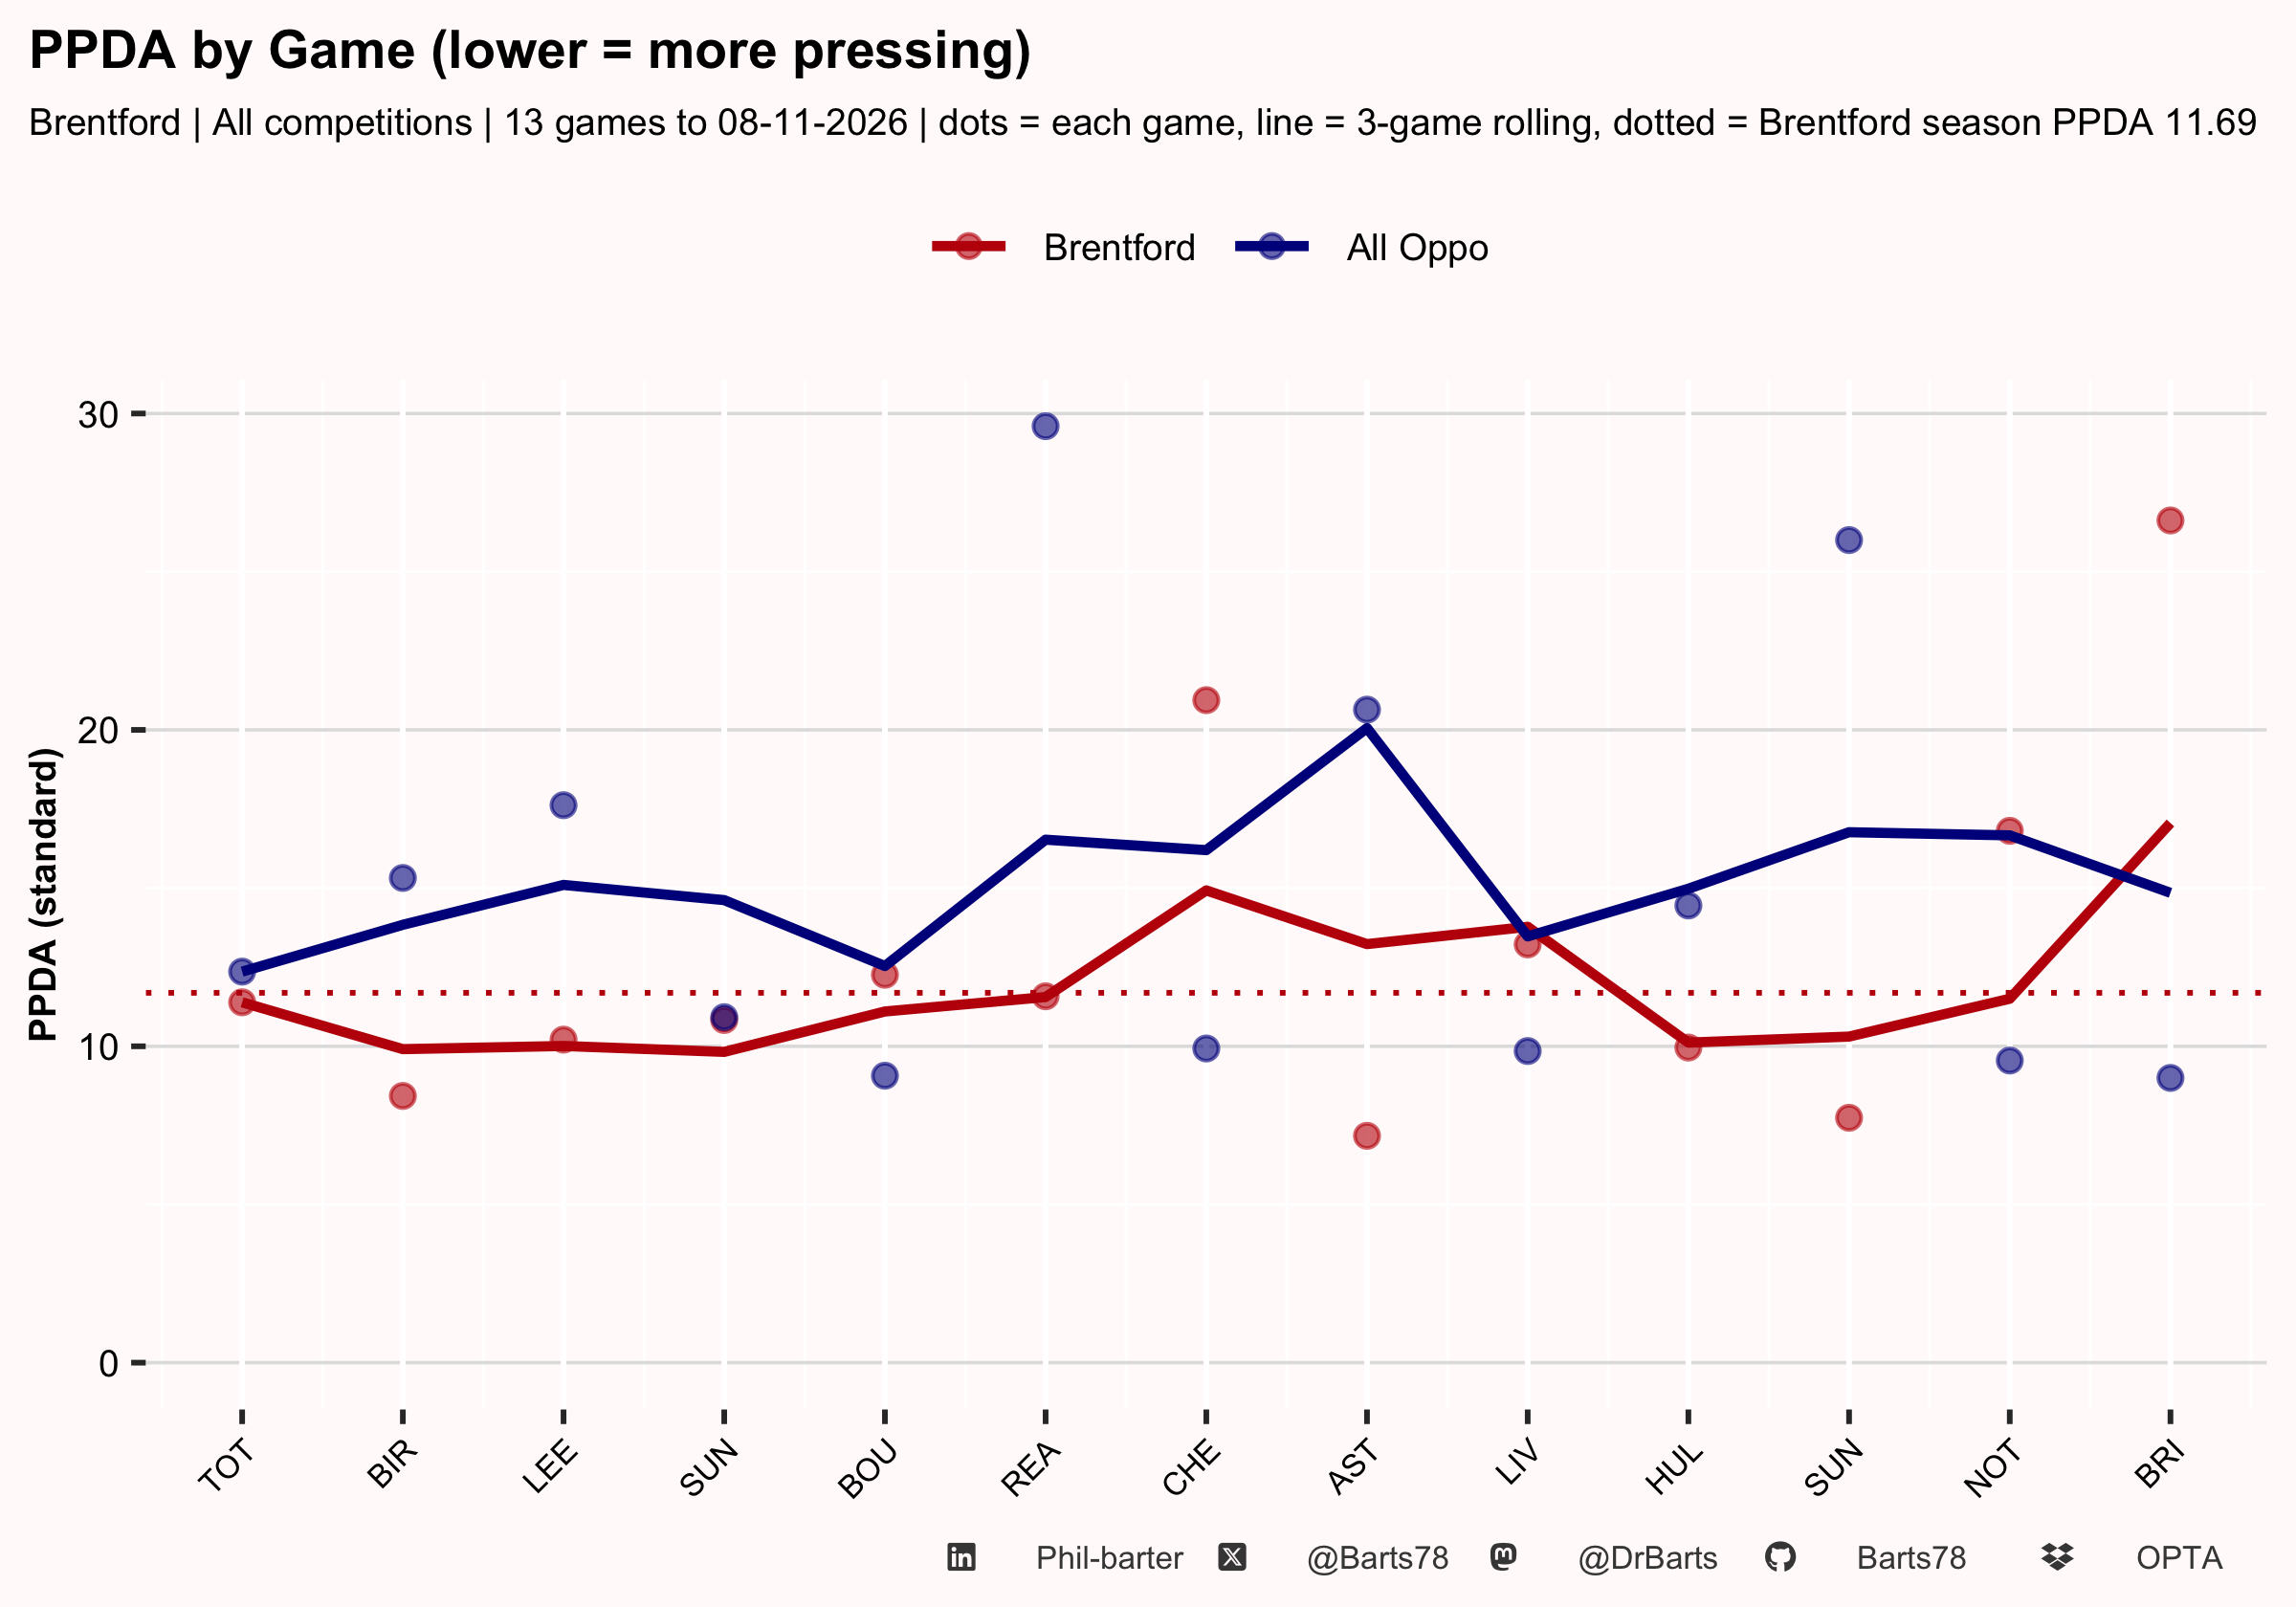 PPDA by Game (lower = more pressing)
Brentford | All competitions | 13 games to 08-11-2026 | dots = each game, line = 3-game rolling, dotted = Brentford season PPDA 11.69
Brentford All Oppo
PPDA (standard)
30
20
10
0
TOT BIR LEE SUN BOU REA CHE AST LIV HUL SUN NOT BRI
Phil-barter @Barts78 @DrBarts Barts78 OPTA